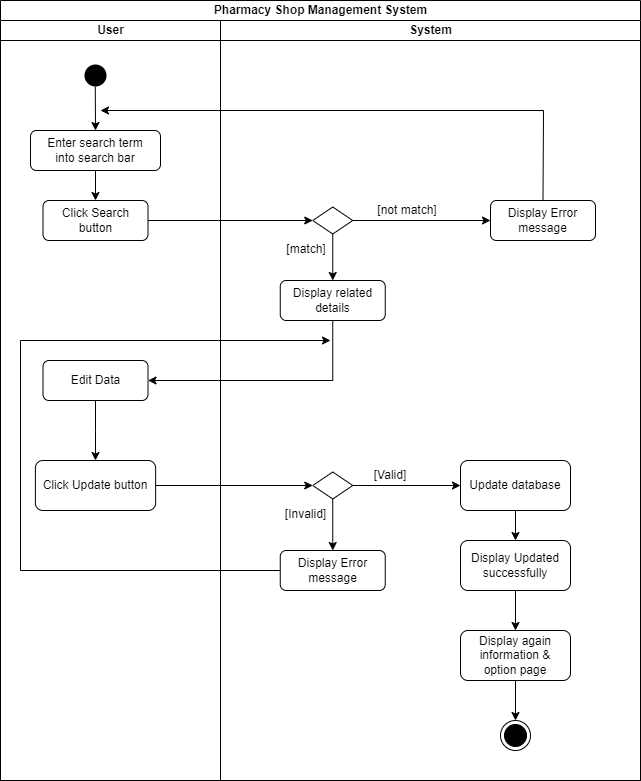 Pharmacy Shop Management System
User
System
Enter search term
into search bar
Click Search
button
[not match]
Display Error
message
[match]
Display related
details
Edit Data
Click Update button
[Valid]
Update database
[Invalid]
Display Error
message
Display Updated
successfully
Display again
information &
option page